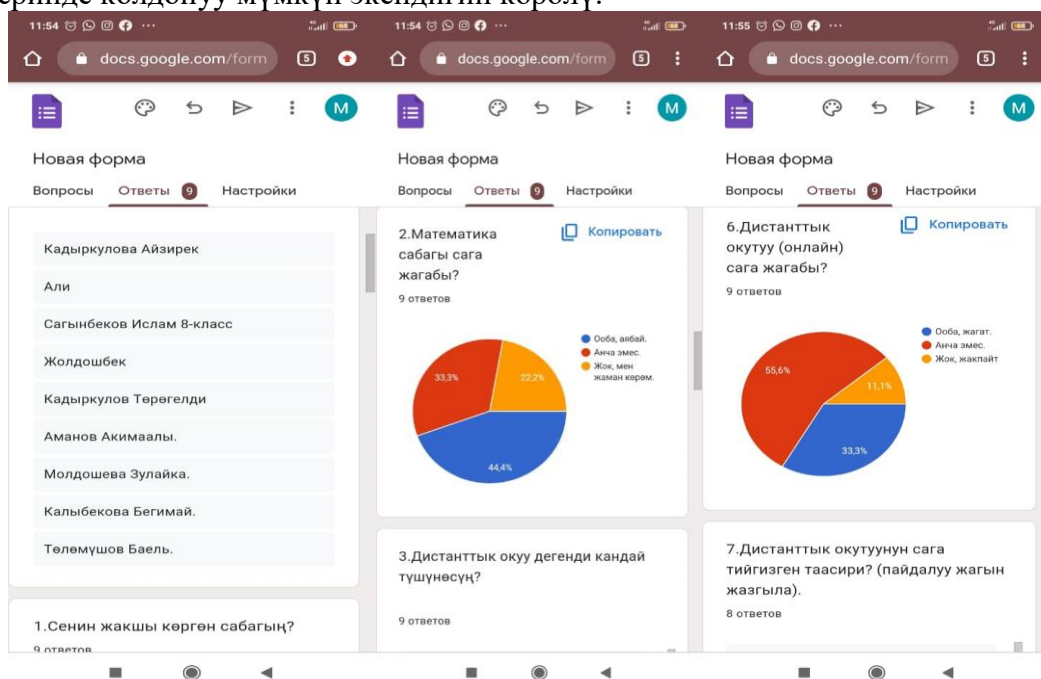 еринде колдонуу мүмкүн экендигин көрөлү.
11:54
docs.google.com/form
5
М
Новая форма
Вопросы Ответы 9 Настройки
Кадыркулова Айзирек
Али
Сагынбеков Ислам 8-класс
Жолдошбек
Кадыркулов Төрөгелди
Аманов Акимаалы.
Молдошева Зулайка.
Калыбекова Бегимай.
Төлөмүшов Баель.
1.Сенин жакшы көргөн сабагың?
9 ответов
11:54
docs.google.com/form
5
М
Новая форма
Вопросы Ответы 9 Настройки
2.Математика
сабагы сага
жагабы?
Копировать
9 ответов
Ооба, аябай.
Анча эмес.
Жок, мен
жаман көрөм.
33,3%
22,2%
44,4%
3.Дистанттык окуу дегенди кандай
түшүнөсүң?
9 ответов
11:55
docs.google.com/form
5
М
Новая форма
Вопросы Ответы 9 Настройки
6.Дистанттык
окутуу (онлайн)
сага жагабы?
Копировать
9 ответов
Ооба, жагат.
Анча эмес.
Жок, жакпайт
55,6%
11,1%
33,3%
7.Дистанттык окутуунун сага
тийгизген таасири? (пайдалуу жагын
жазгыла).
8 ответов